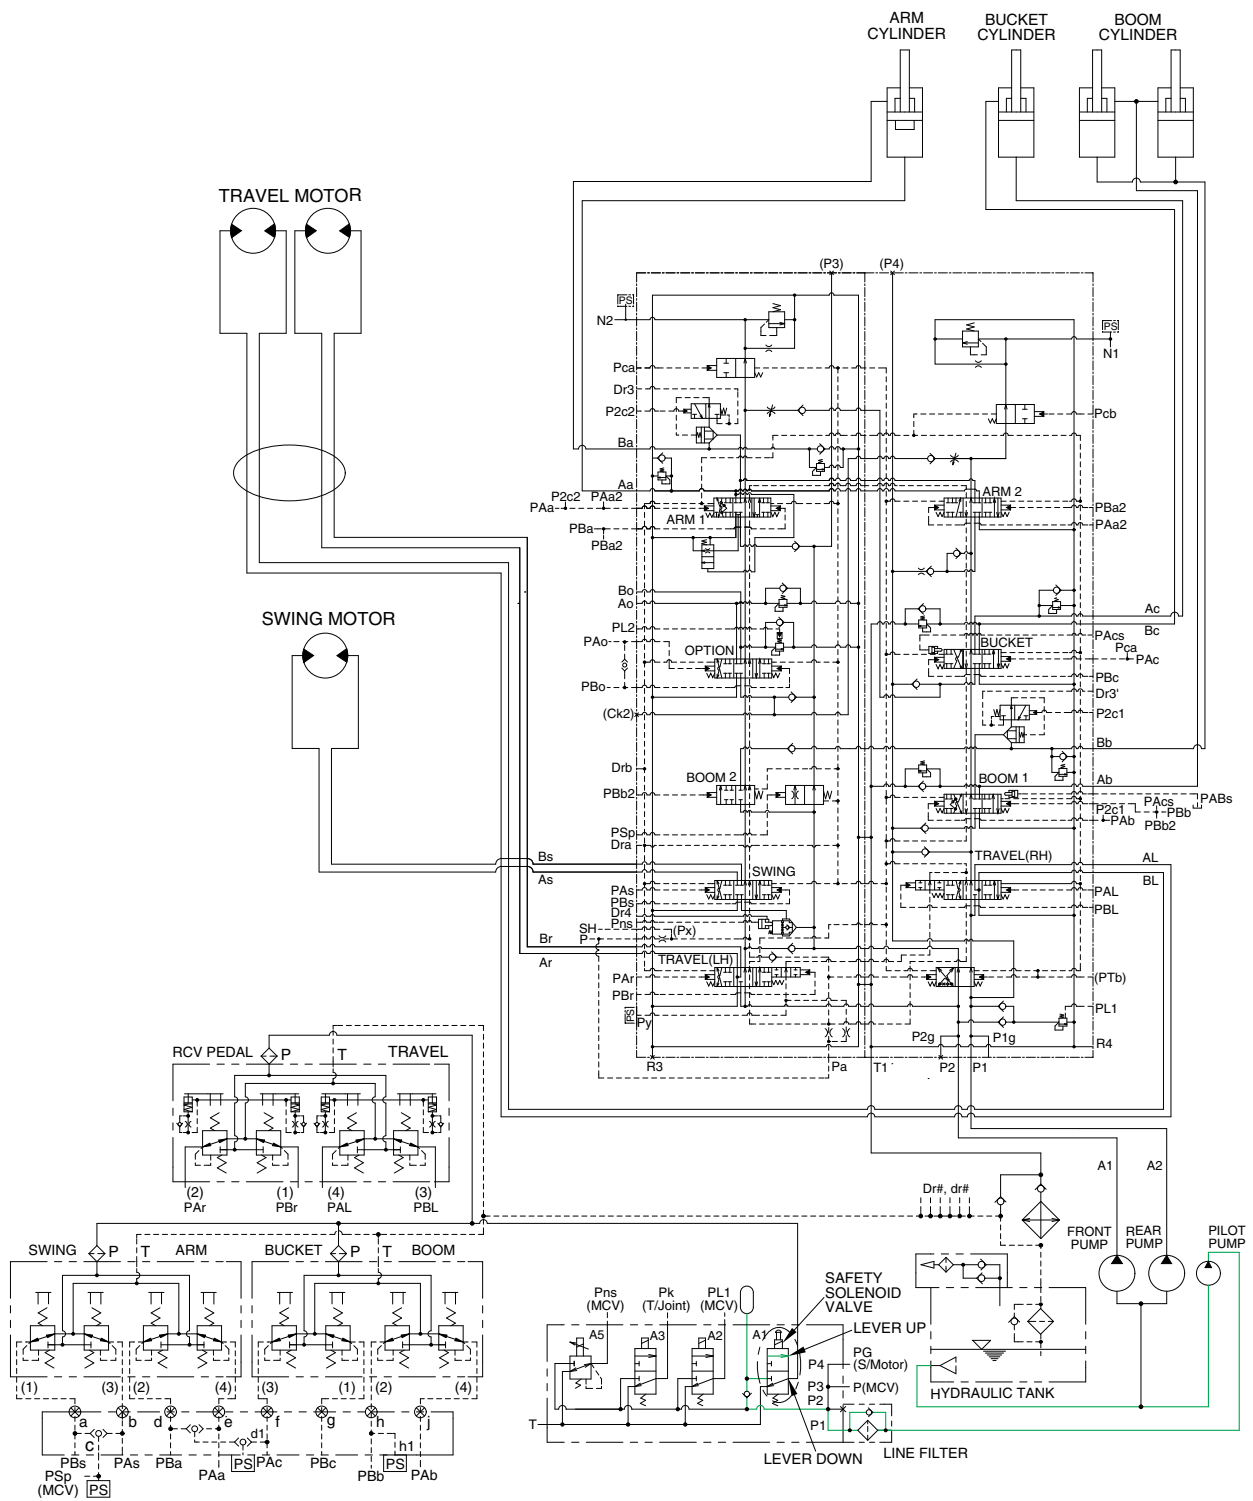 ARM CYLINDER
BUCKET CYLINDER
BOOM CYLINDER
TRAVEL MOTOR
SWING MOTOR
(P3)
(P4)
PS
N2
PS
N1
Pca
Dr3
P2c2
Pcb
Ba
Aa
P2c2 PAa2
PAa
ARM 1
PBa
PBa2
ARM 2
PBa2
PAa2
Bo
Ao
PL2
PAo
OPTION
PBo
(Ck2)
Ac
Bc
PAcs
BUCKET
Pca
PAc
PBc
Dr3'
P2c1
Bb
Drb
BOOM 2
PBb2
PSp
Dra
BOOM 1
Ab
PABs
PAcs
P2c1
PBb
PAb
PBb2
Bs
As
SWING
PAs
PBs
Dr4
Pns
SH
P
(Px)
TRAVEL(RH)
AL
BL
PAL
PBL
Br
Ar
TRAVEL(LH)
PAr
PBr
PS
Py
(PTb)
PL1
P2g
P1g
R4
R3
Pa
T1
P2
P1
RCV PEDAL
P
T
TRAVEL
(2)
PAr
(1)
PBr
(4)
PAL
(3)
PBL
A1
A2
Dr#, dr#
FRONT PUMP
REAR PUMP
PILOT PUMP
SWING
P
T
ARM
BUCKET
P
T
BOOM
(1)
(3)
(2)
(4)
(3)
(1)
(2)
(4)
a
b
d
e
f
g
h
j
c
d1
h1
PBs
PAs
PBa
PAa
PS
PAc
PBc
PBb
PS
PAb
PSp
(MCV)
PS
Pns
(MCV)
Pk
(T/Joint)
PL1
(MCV)
SAFETY SOLENOID VALVE
LEVER UP
A5
A3
A2
A1
P4
PG
(S/Motor)
P3
P(MCV)
P2
P1
T
LINE FILTER
LEVER DOWN
HYDRAULIC TANK